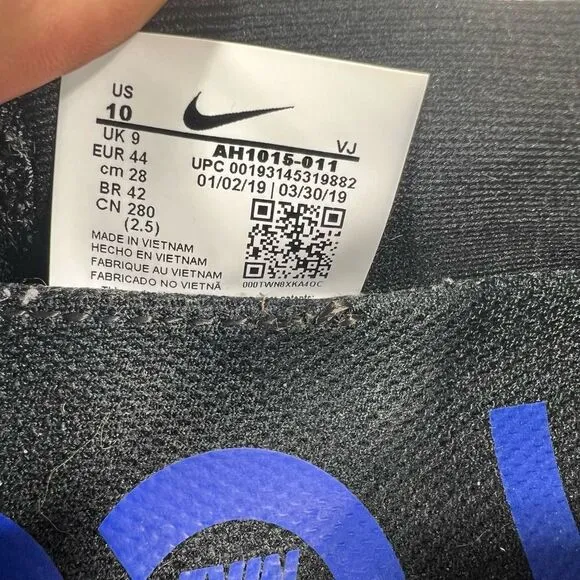 US
10
UK 9
EUR 44
cm 28
BR 42
CN 280
(2.5)
AH1015-011
VJ
UPC 00193145319882
01/02/19 | 03/30/19
MADE IN VIETNAM
HECHO EN VIETNAM
FABRIQUE AU VIETNAM
FABRICADO NO VIETNÃ
000TWN8XKA4QC